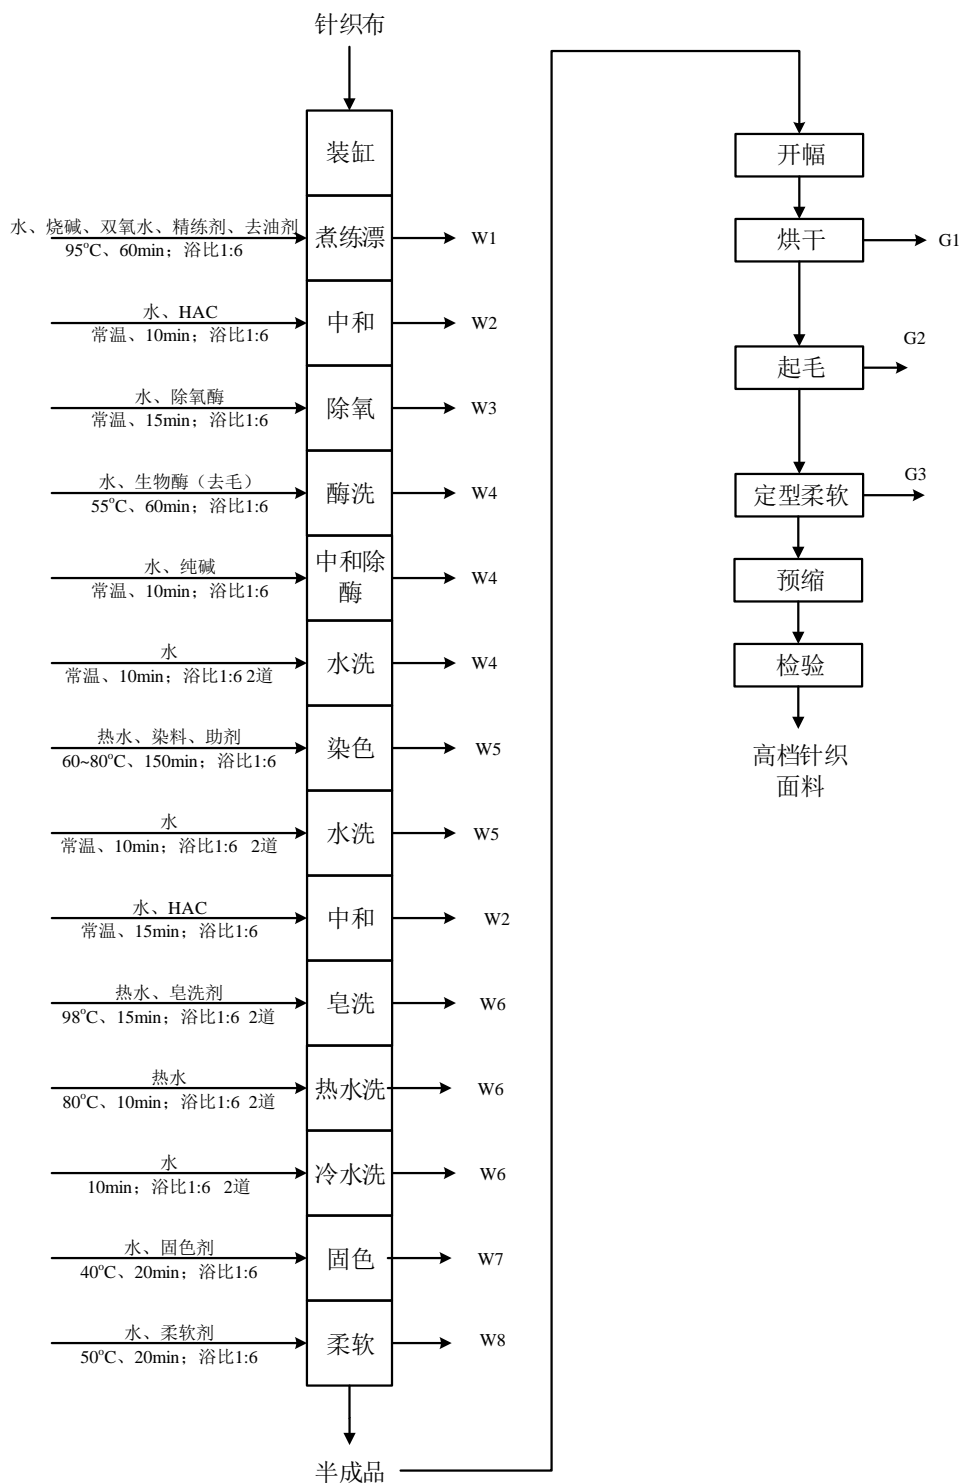 针织布
装缸
水、烧碱、双氧水、精练剂、去油剂
95°C、60min；浴比1:6
煮练漂
W1
水、HAC
常温、10min；浴比1:6
中和
W2
水、除氧酶
常温、15min；浴比1:6
除氧
W3
水、生物酶（去毛）
55°C、60min；浴比1:6
酶洗
W4
水、纯碱
常温、10min；浴比1:6
中和除
酶
W4
水
常温、10min；浴比1:6 2道
水洗
W4
热水、染料、助剂
60~80°C、150min；浴比1:6
染色
W5
水
常温、10min；浴比1:6 2道
水洗
W5
水、HAC
常温、15min；浴比1:6
中和
W2
热水、皂洗剂
98°C、15min；浴比1:6 2道
皂洗
W6
热水
80°C、10min；浴比1:6 2道
热水洗
W6
水
10min；浴比1:6 2道
冷水洗
W6
水、固色剂
40°C、20min；浴比1:6
固色
W7
水、柔软剂
50°C、20min；浴比1:6
柔软
W8
半成品
开幅
烘干
G1
起毛
G2
定型柔软
G3
预缩
检验
高档针织
面料